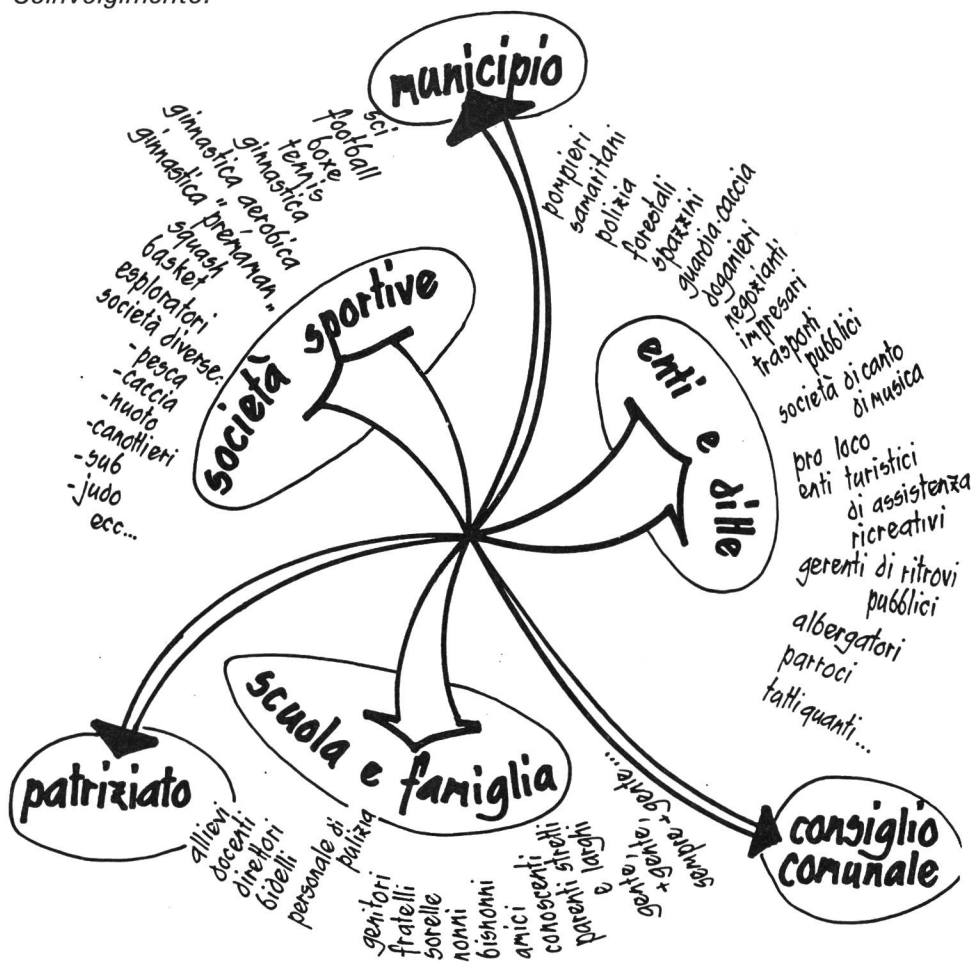 Coinvolgimento.
municipio
sci
football
boxe
tennis
ginnastica
ginnastica aerobica
ginnastica "prémaman"
squash
basket
esploratori
società diverse:
-pesca
-caccia
-nuoto
-canottieri
-sub
-judo
ecc...
società sportive
pompieri
samaritani
polizia
forestali
spazzini
guardia-caccia
doganieri
negozianti
impresari
trasporti
pubblici
società di canto
di musica
pro loco
enti turistici
di assistenza
ricreativi
gerenti di ritrovi
pubblici
albergatori
parroci
tutti quanti...
enti e ditte
scuola e famiglia
patriziato
allievi
docenti
direttori
bidelli
personale di
pulizia
genitori
fratelli
sorelle
nonni
bisnonni
amici
conoscenti
parenti stretti
e larghi
gente,
+ gente, gente...
sempre + gente...
consiglio
comunale